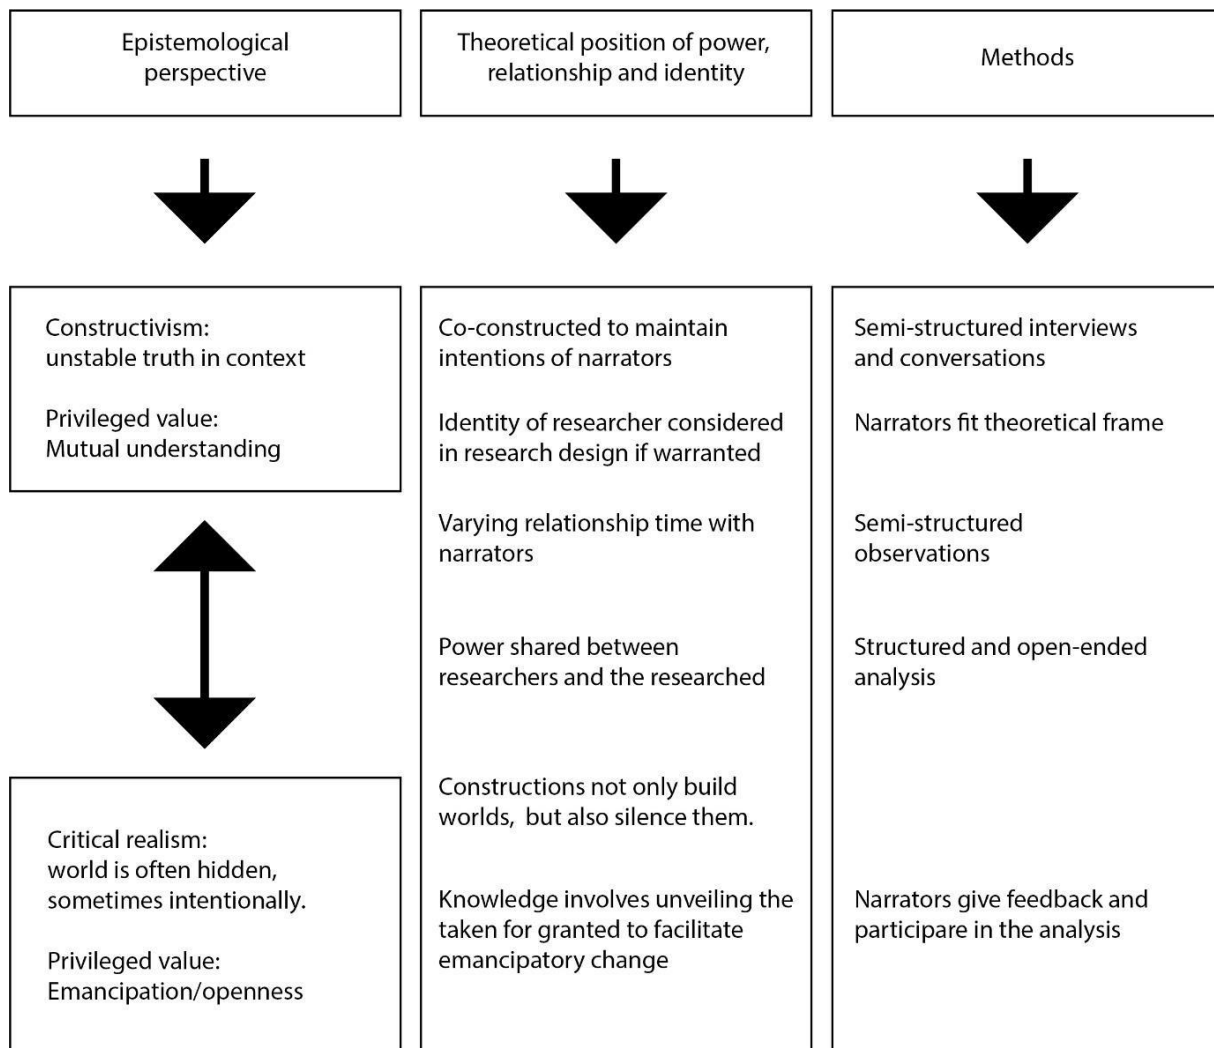 Epistemological
perspective
Theoretical position of power,
relationship and identity
Methods
Constructivism:
unstable truth in context
Privileged value:
Mutual understanding
Critical realism:
world is often hidden,
sometimes intentionally.
Privileged value:
Emancipation/openness
Co-constructed to maintain
intentions of narrators
Identity of researcher considered
in research design if warranted
Varying relationship time with
narrators
Power shared between
researchers and the researched
Constructions not only build
worlds, but also silence them.
Knowledge involves unveiling the
taken for granted to facilitate
emancipatory change
Semi-structured interviews
and conversations
Narrators fit theoretical frame
Semi-structured
observations
Structured and open-ended
analysis
Narrators give feedback and
participare in the analysis